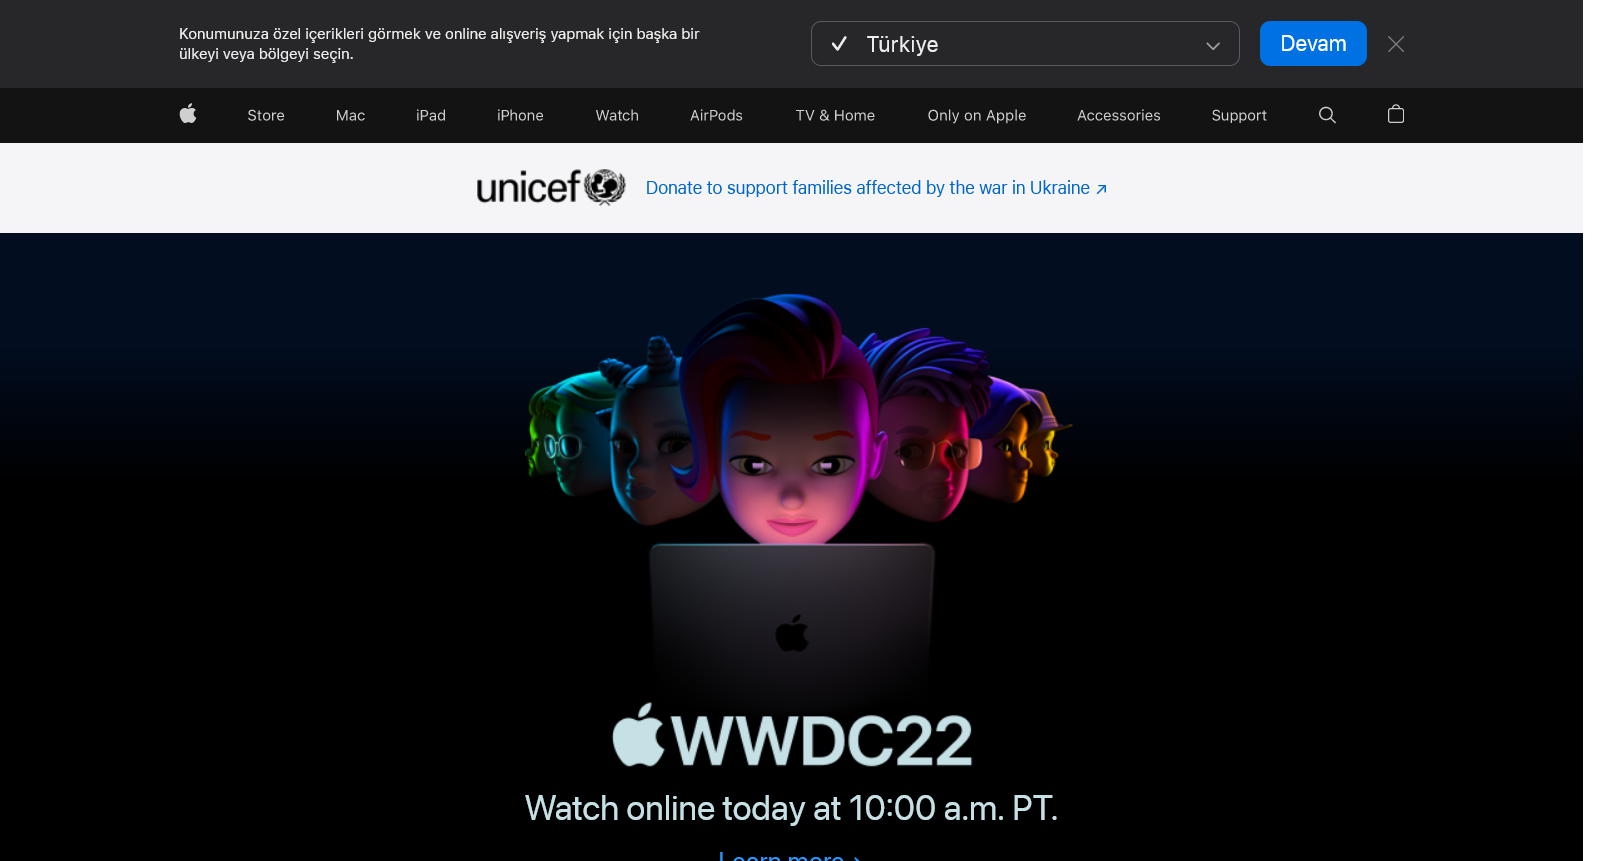 Konumunuza özel içerikleri görmek ve online alışveriş yapmak için başka bir
ülkeyi veya bölgeyi seçin.
Türkiye
Devam
Store Mac iPad iPhone Watch AirPods TV & Home Only on Apple Accessories Support
unicef Donate to support families affected by the war in Ukraine
WWDC22
Watch online today at 10:00 a.m. PT.
Learn more